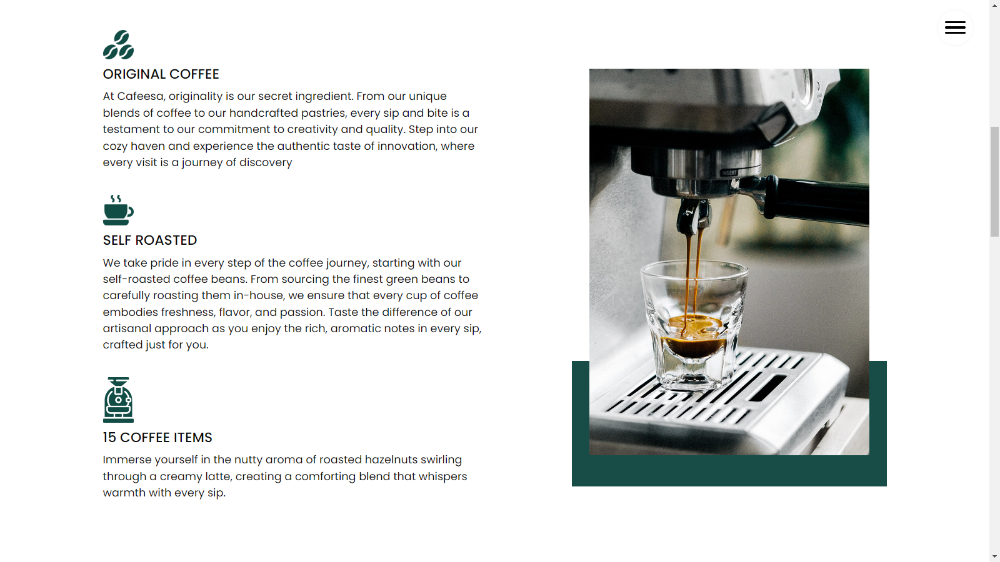 ORIGINAL COFFEE
At Cafeesa, originality is our secret ingredient. From our unique
blends of coffee to our handcrafted pastries, every sip and bite is a
testament to our commitment to creativity and quality. Step into our
cozy haven and experience the authentic taste of innovation, where
every visit is a journey of discovery
SELF ROASTED
We take pride in every step of the coffee journey, starting with our
self-roasted coffee beans. From sourcing the finest green beans to
carefully roasting them in-house, we ensure that every cup of coffee
embodies freshness, flavor, and passion. Taste the difference of our
artisanal approach as you enjoy the rich, aromatic notes in every sip,
crafted just for you.
15 COFFEE ITEMS
Immerse yourself in the nutty aroma of roasted hazelnuts swirling
through a creamy latte, creating a comforting blend that whispers
warmth with every sip.
INSERT